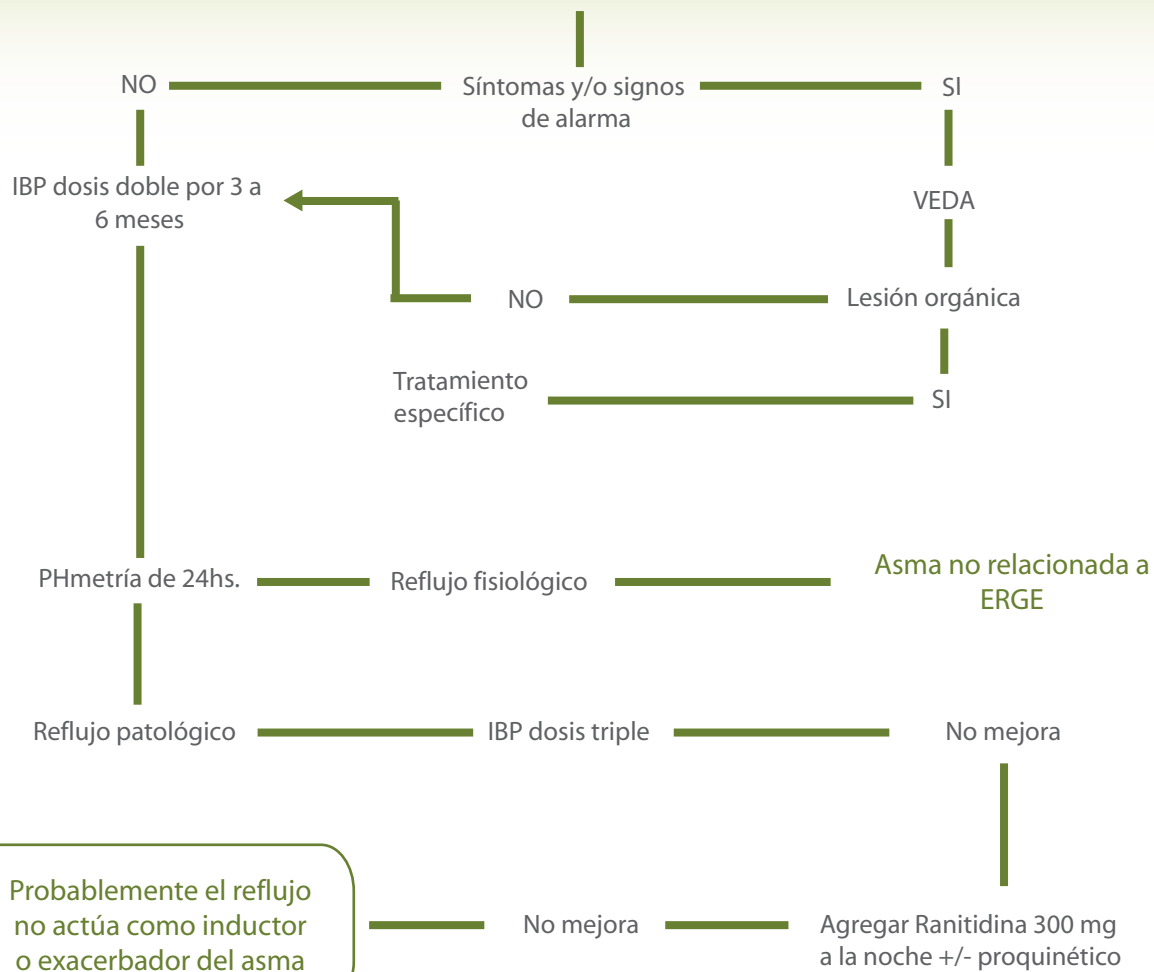 NO
Síntomas y/o signos
de alarma
SI
IBP dosis doble por 3 a
6 meses
VEDA
NO
Lesión orgánica
Tratamiento
específico
SI
PHmetría de 24hs.
Reflujo fisiológico
Asma no relacionada a
ERGE
Reflujo patológico
IBP dosis triple
No mejora
Probablemente el reflujo
no actúa como inductor
o exacerbador del asma
No mejora
Agregar Ranitidina 300 mg
a la noche +/- proquinético